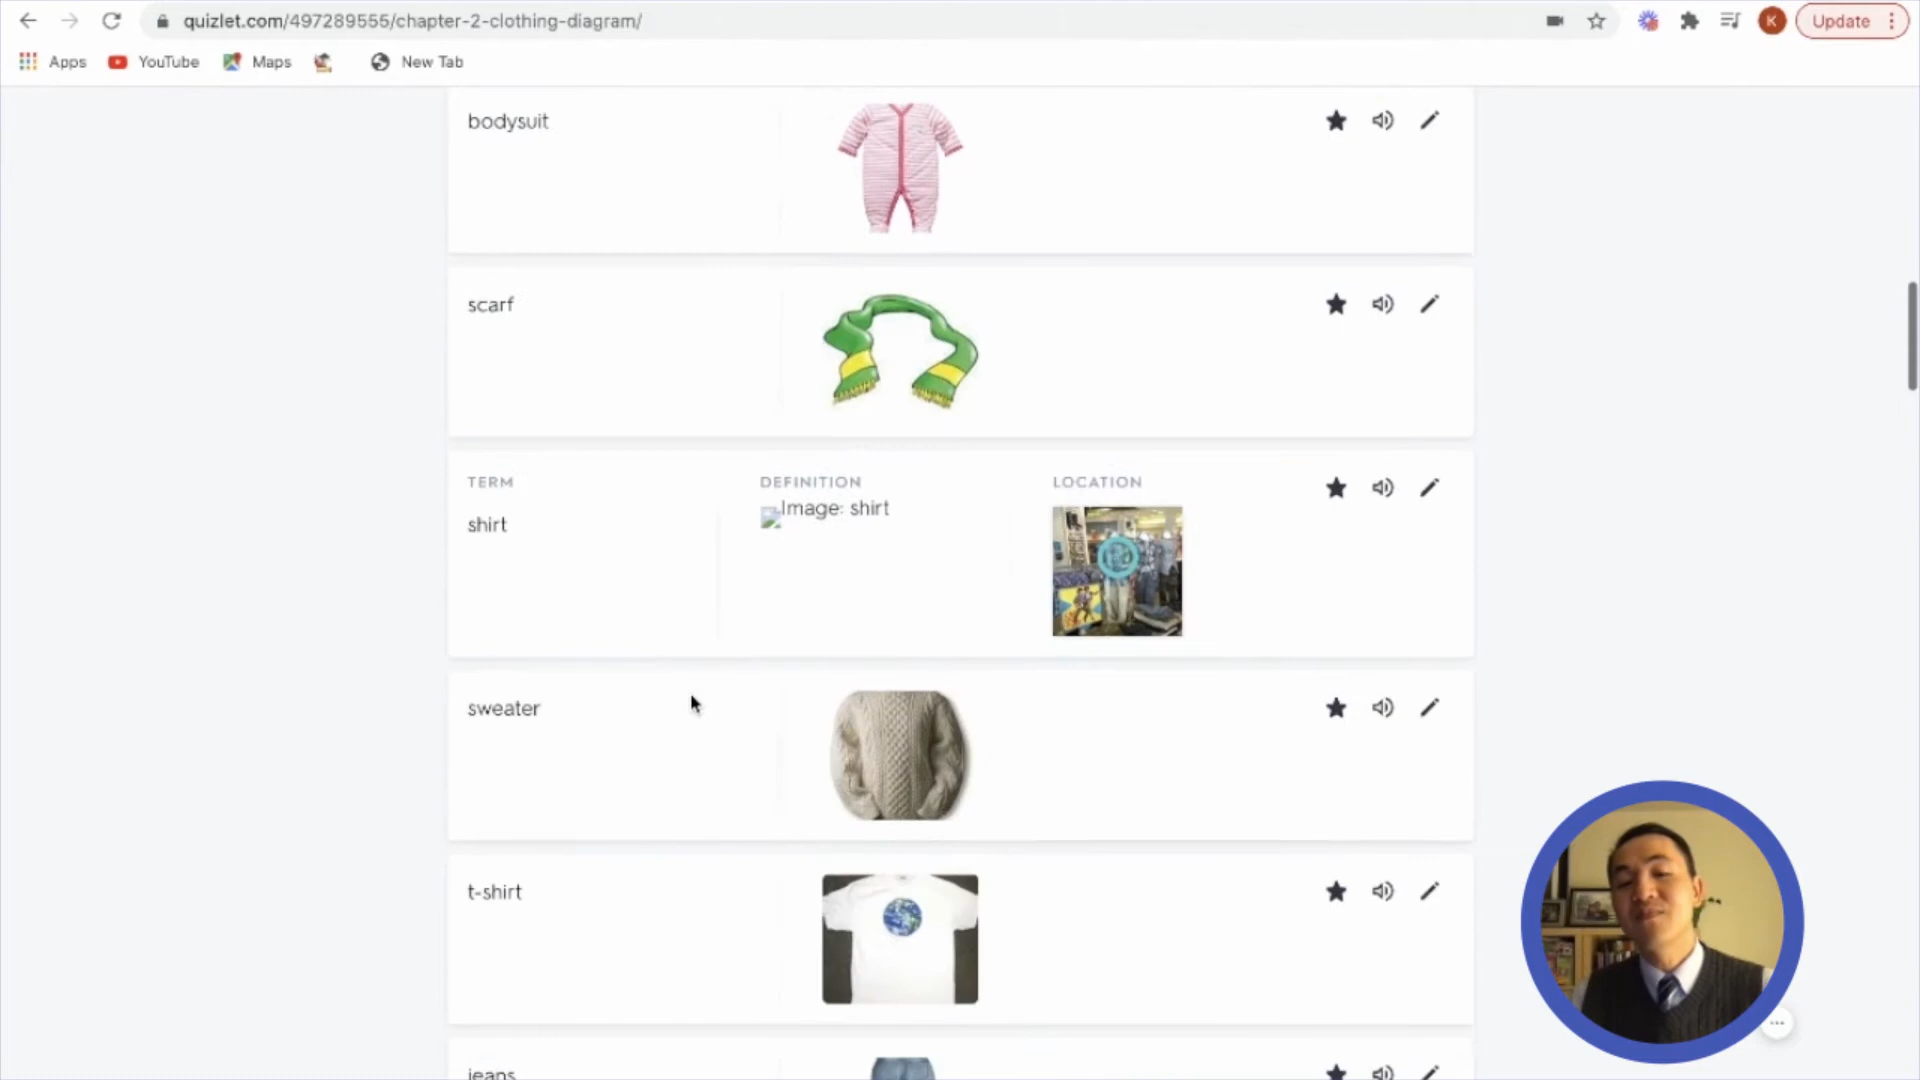 quizlet.com/497289555/chapter-2-clothing-diagram/
K
Update
Apps
YouTube
Maps
New Tab
bodysuit
scarf
TERM
DEFINITION
LOCATION
shirt
Image: shirt
sweater
t-shirt
jeans